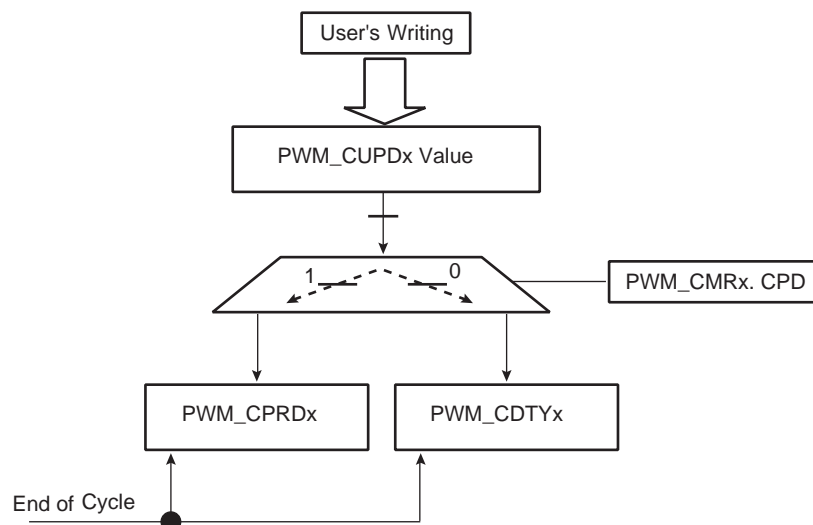 User's Writing
PWM_CUPDx Value
1 0
PWM_CMRx. CPD
PWM_CPRDx
PWM_CDTYx
End of Cycle